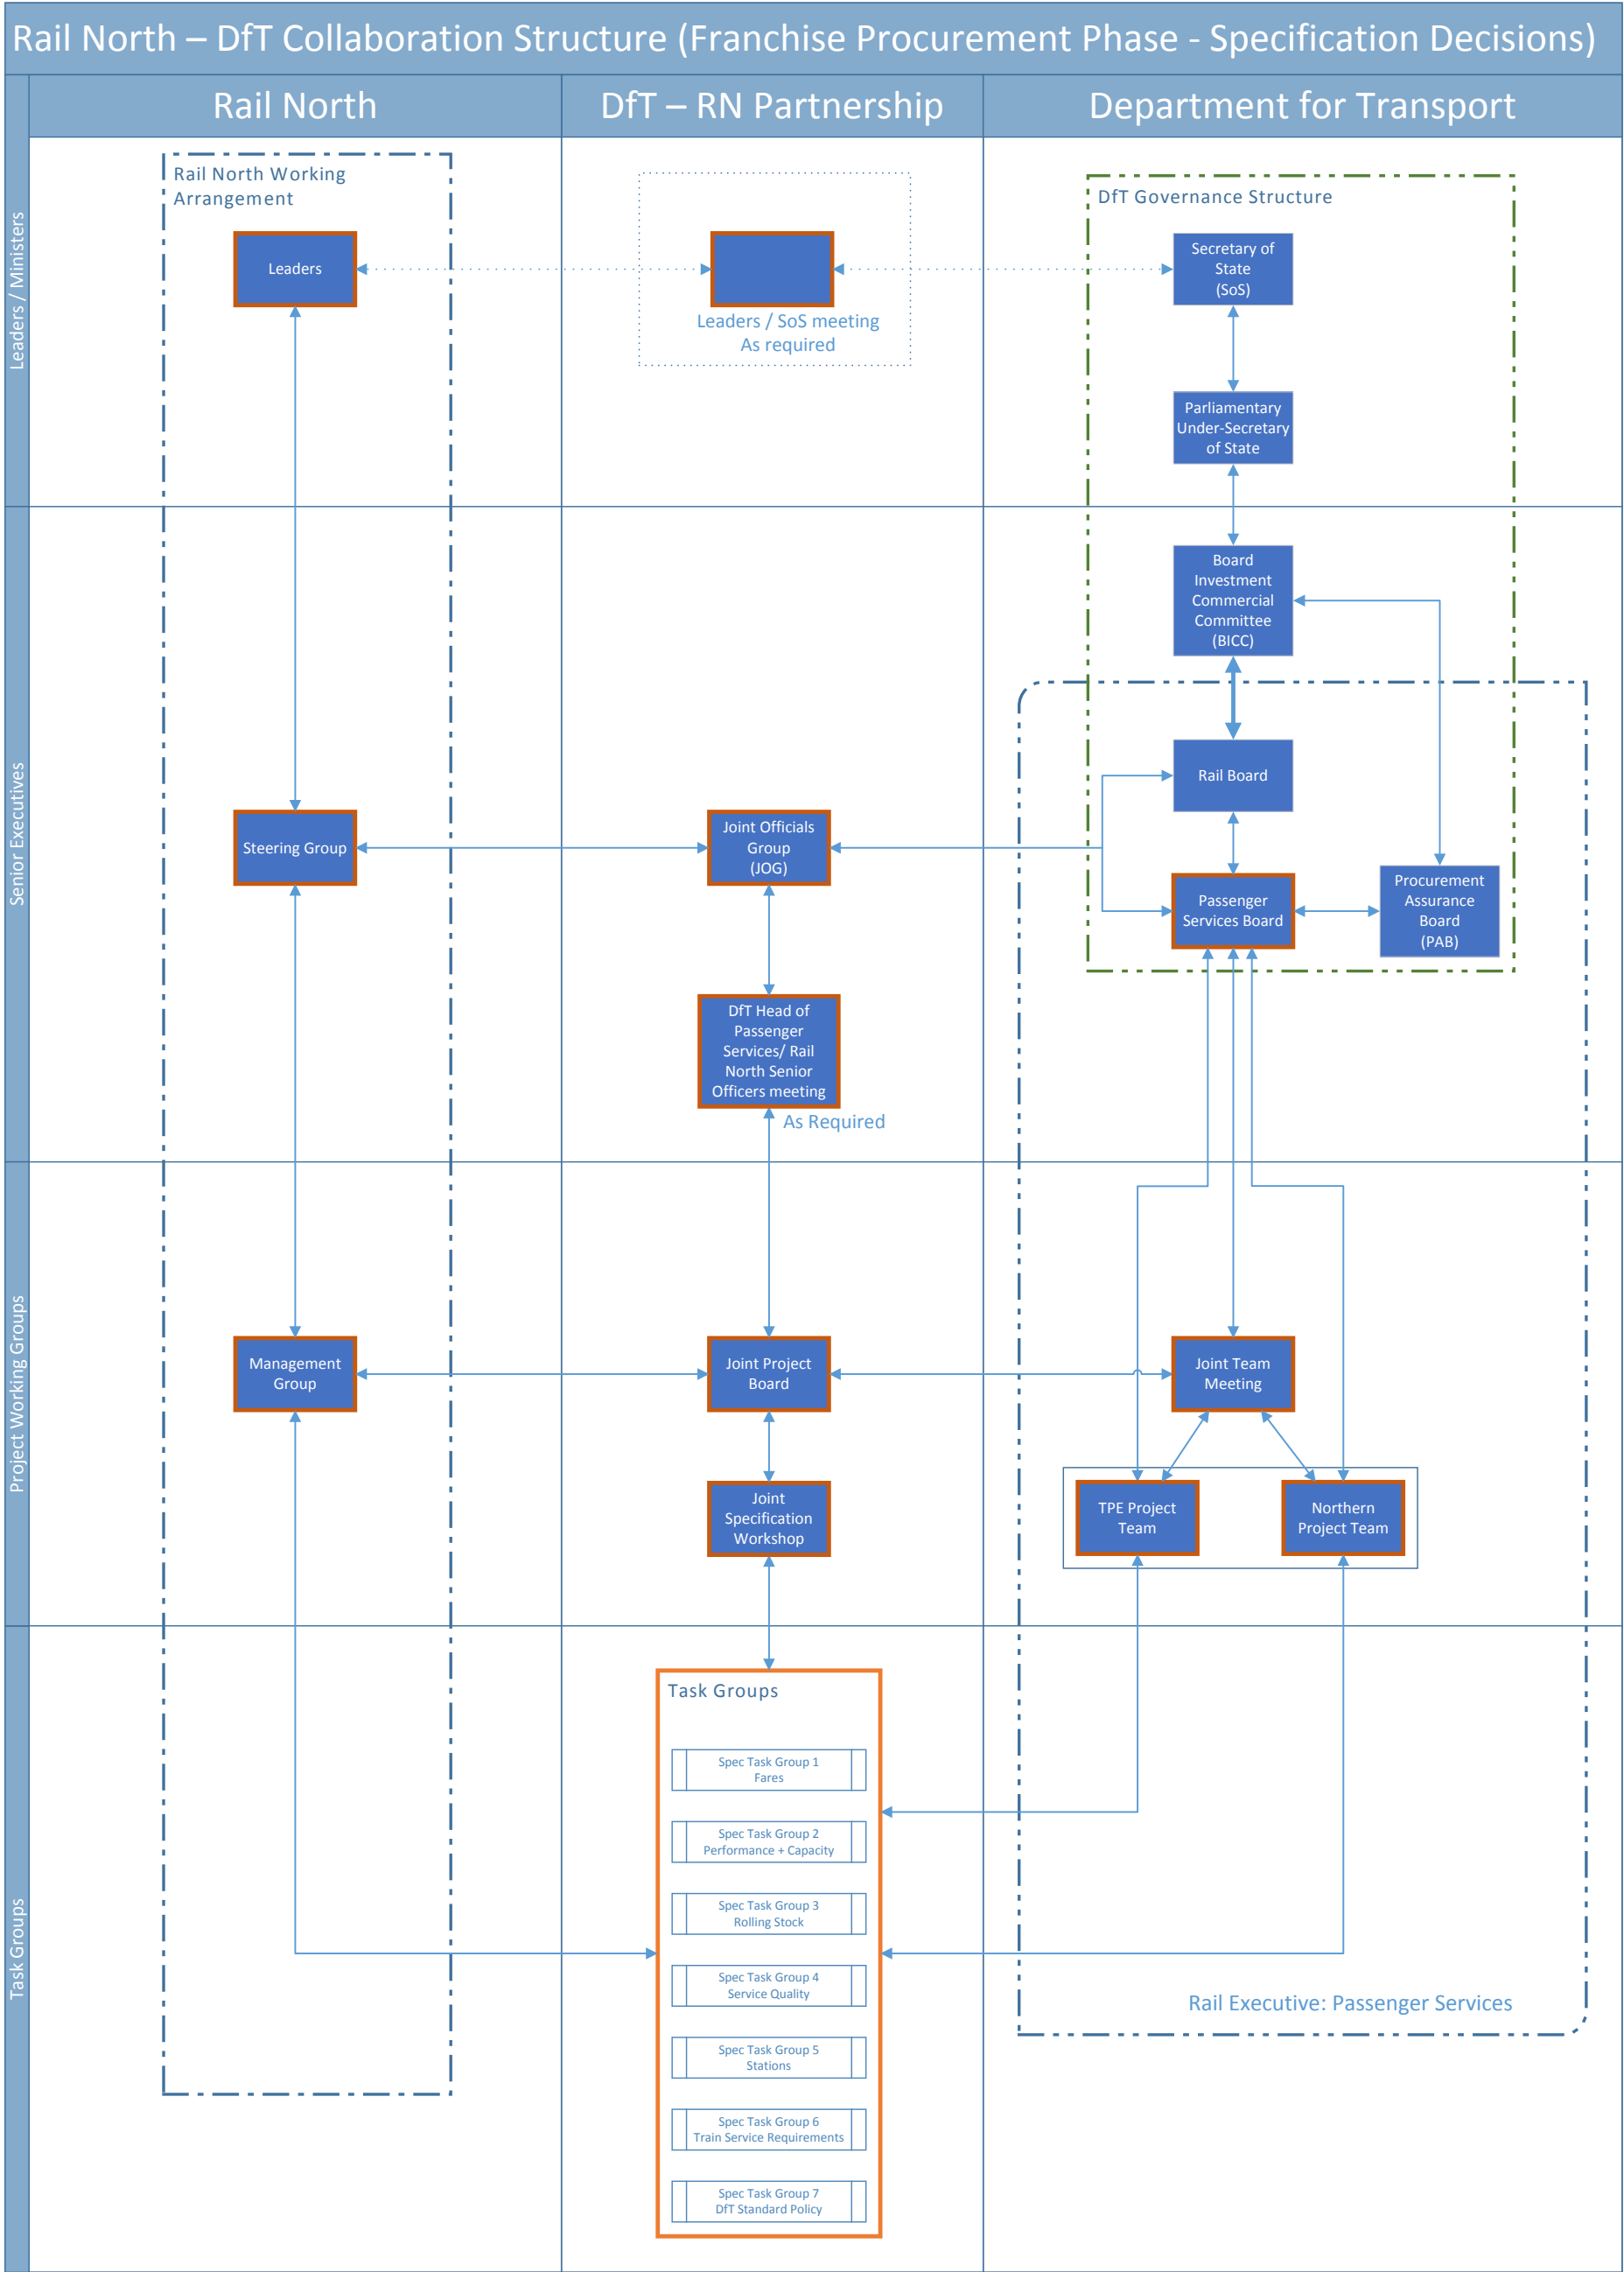 Rail North – DfT Collaboration Structure (Franchise Procurement Phase - Specification Decisions)
Rail North
DfT – RN Partnership
Department for Transport
Leaders / Ministers
Rail North Working
Arrangement
Leaders
Leaders / SoS meeting
As required
DfT Governance Structure
Secretary of
State
(SoS)
Parliamentary
Under-Secretary
of State
Senior Executives
Board
Investment
Commercial
Committee
(BICC)
Rail Board
Steering Group
Joint Officials
Group
(JOG)
Passenger
Services Board
Procurement
Assurance
Board
(PAB)
DfT Head of
Passenger
Services/ Rail
North Senior
Officers meeting
As Required
Project Working Groups
Management
Group
Joint Project
Board
Joint Team
Meeting
Joint
Specification
Workshop
TPE Project
Team
Northern
Project Team
Task Groups
Task Groups
Spec Task Group 1
Fares
Spec Task Group 2
Performance + Capacity
Spec Task Group 3
Rolling Stock
Spec Task Group 4
Service Quality
Spec Task Group 5
Stations
Spec Task Group 6
Train Service Requirements
Spec Task Group 7
DfT Standard Policy
Rail Executive: Passenger Services